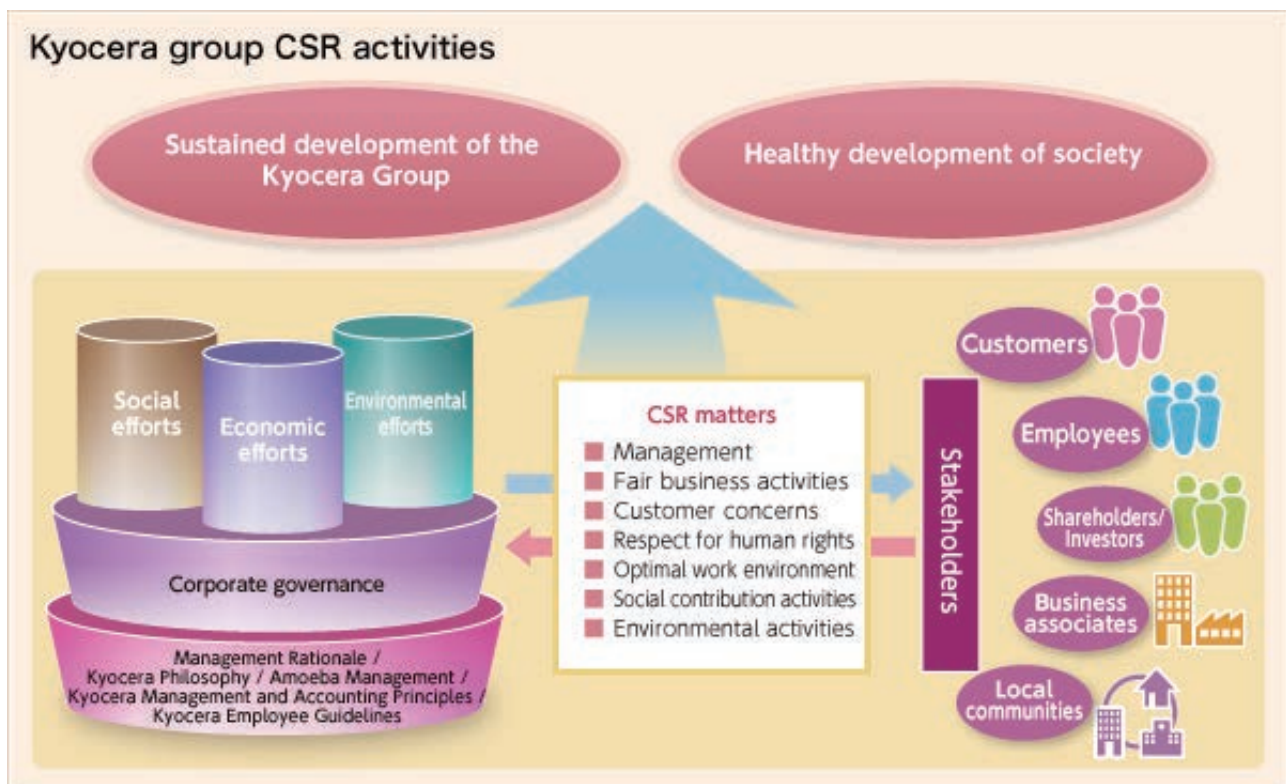 Kyocera group CSR activities
Sustained development of the
Kyocera Group
Healthy development of society
Social
efforts
Economic
efforts
Environmental
efforts
Corporate governance
Management Rationale /
Kyocera Philosophy / Amoeba Management /
Kyocera Management and Accounting Principles /
Kyocera Employee Guidelines
CSR matters
Management
Fair business activities
Customer concerns
Respect for human rights
Optimal work environment
Social contribution activities
Environmental activities
Stakeholders
Customers
Employees
Shareholders/
Investors
Business
associates
Local
communities